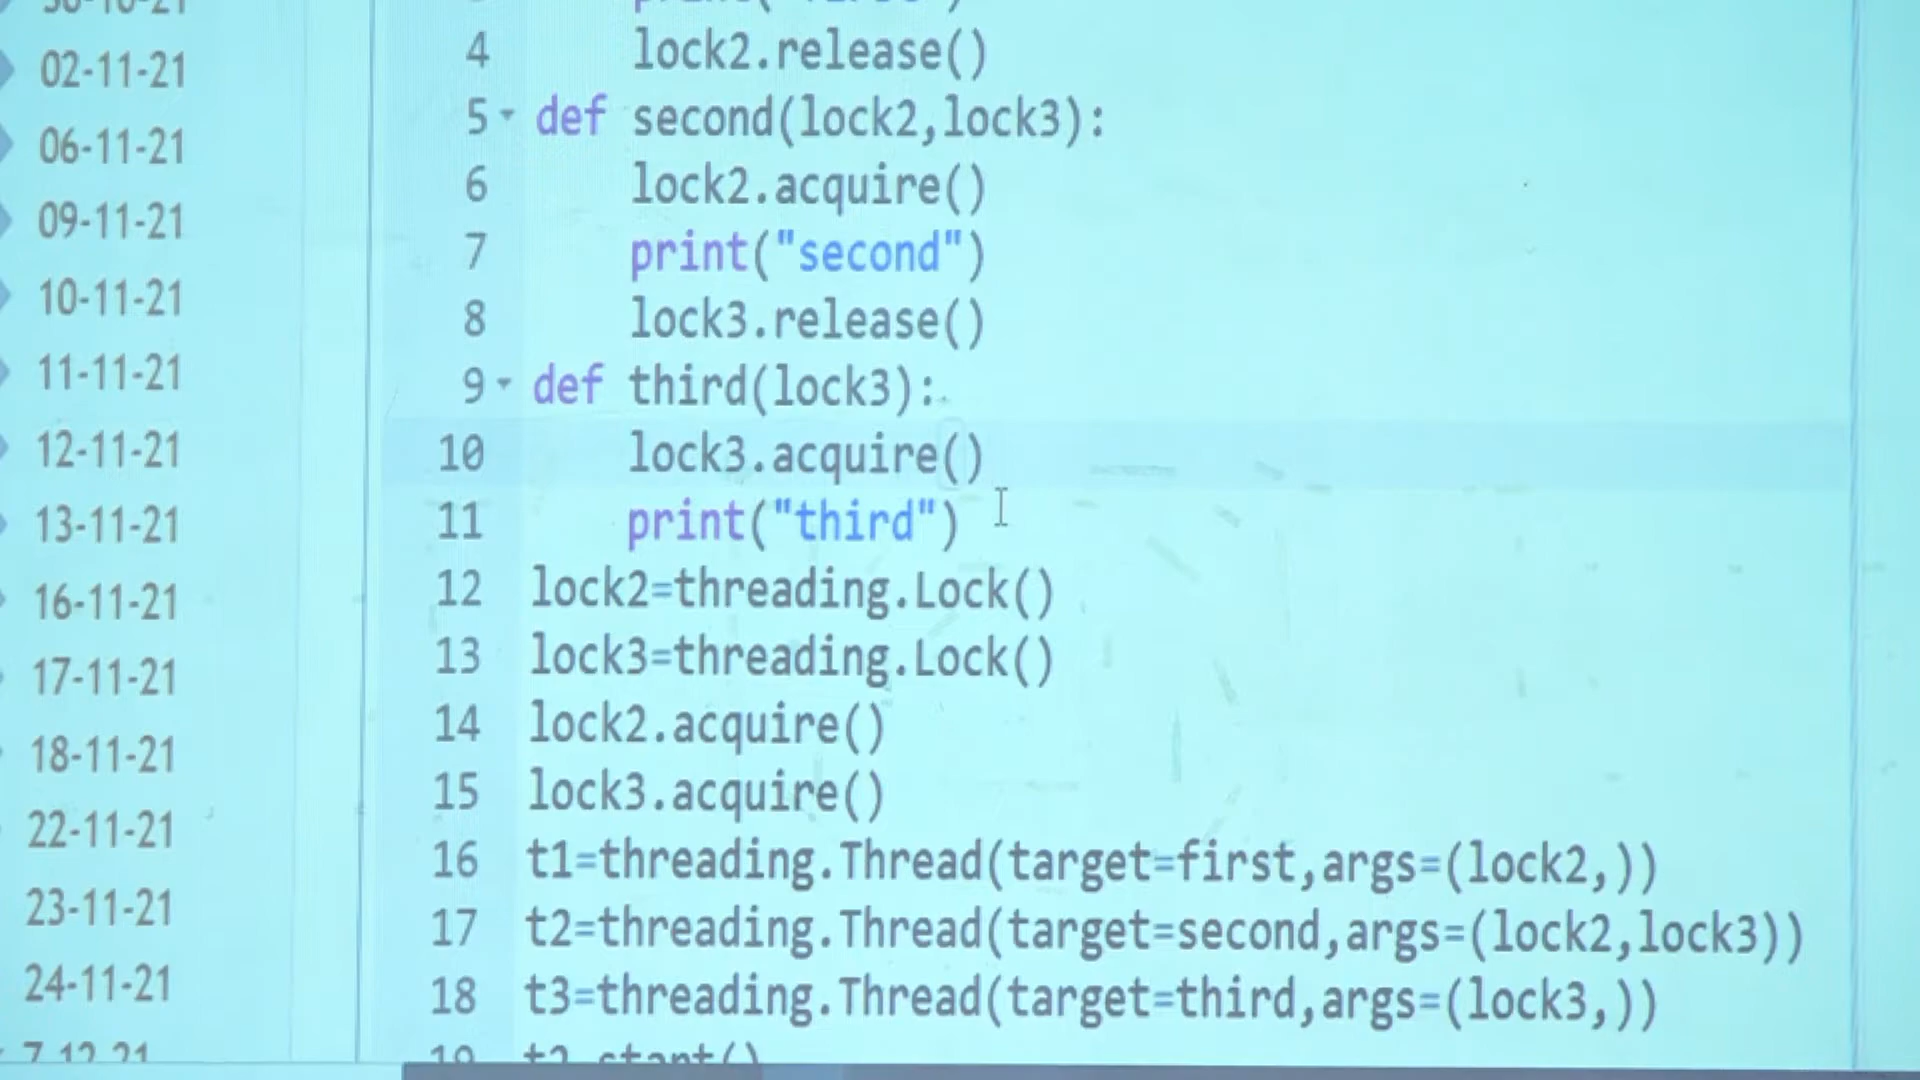 02-11-21
06-11-21
09-11-21
10-11-21
11-11-21
12-11-21
13-11-21
16-11-21
17-11-21
18-11-21
22-11-21
23-11-21
24-11-21
4 lock2.release()
5 def second(lock2,lock3):
6 lock2.acquire()
7 print("second")
8 lock3.release()
9 def third(lock3):
10 lock3.acquire()
11 print("third")
12 lock2=threading.Lock()
13 lock3=threading.Lock()
14 lock2.acquire()
15 lock3.acquire()
16 t1=threading.Thread(target=first,args=(lock2,))
17 t2=threading.Thread(target=second,args=(lock2,lock3))
18 t3=threading.Thread(target=third,args=(lock3,))